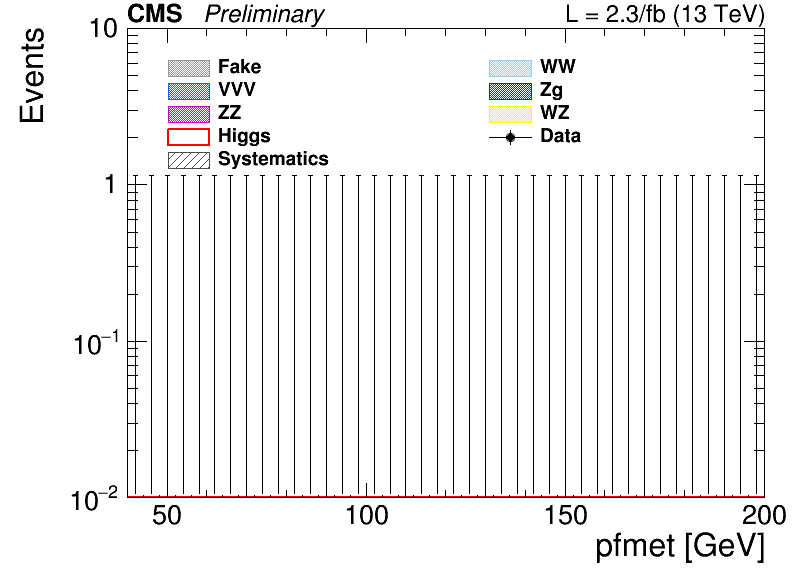 CMS Preliminary L = 2.3/fb (13 TeV)
Events
10
1
10⁻¹
10⁻²
Fake WW
VVV Zg
ZZ WZ
Higgs Data
Systematics
50 100 150 200
pfmet [GeV]